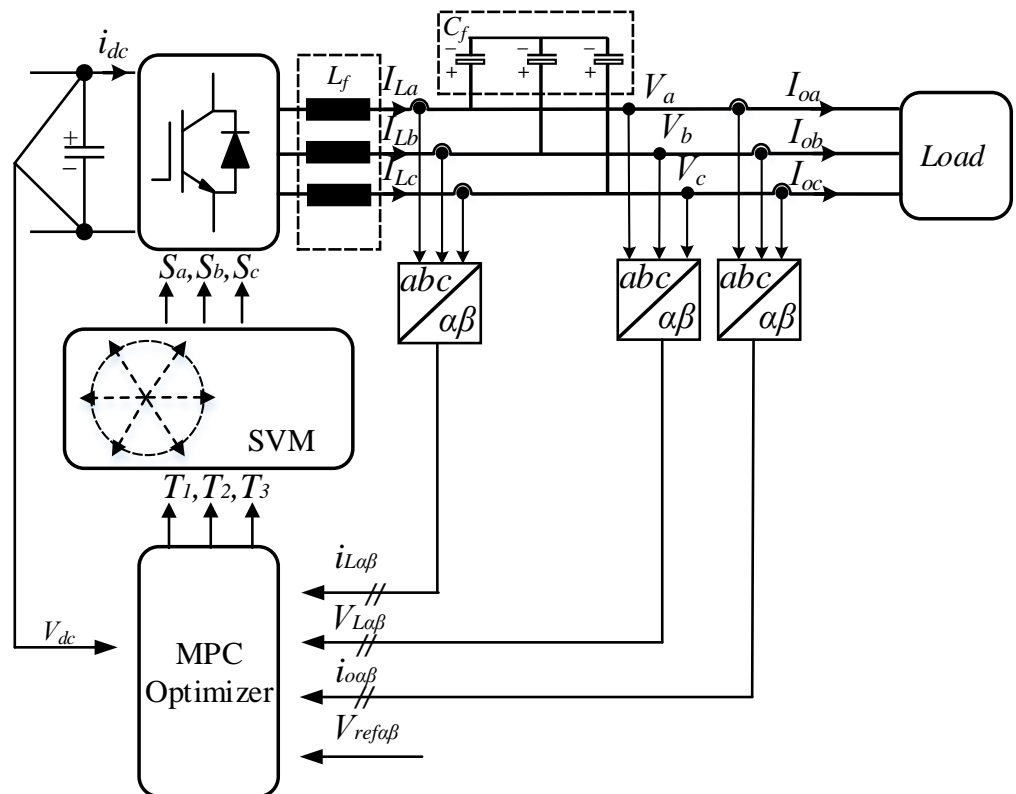 i_dc
L_f
C_f
− − −
+ + +
I_La
I_Lb
I_Lc
V_a
V_b
V_c
I_oa
I_ob
I_oc
Load
+
−
abc
αβ
abc
αβ
abc
αβ
S_a,S_b,S_c
SVM
T_1,T_2,T_3
i_Lαβ
V_Lαβ
i_oαβ
V_refαβ
V_dc
MPC
Optimizer